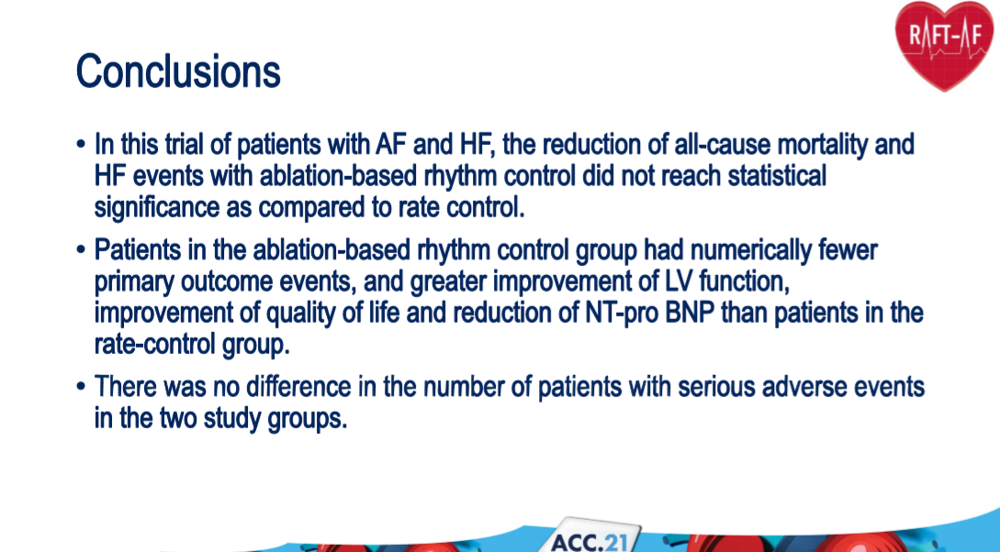 RAFT-AF
Conclusions
• In this trial of patients with AF and HF, the reduction of all-cause mortality and
HF events with ablation-based rhythm control did not reach statistical
significance as compared to rate control.
• Patients in the ablation-based rhythm control group had numerically fewer
primary outcome events, and greater improvement of LV function,
improvement of quality of life and reduction of NT-pro BNP than patients in the
rate-control group.
• There was no difference in the number of patients with serious adverse events
in the two study groups.
ACC.21